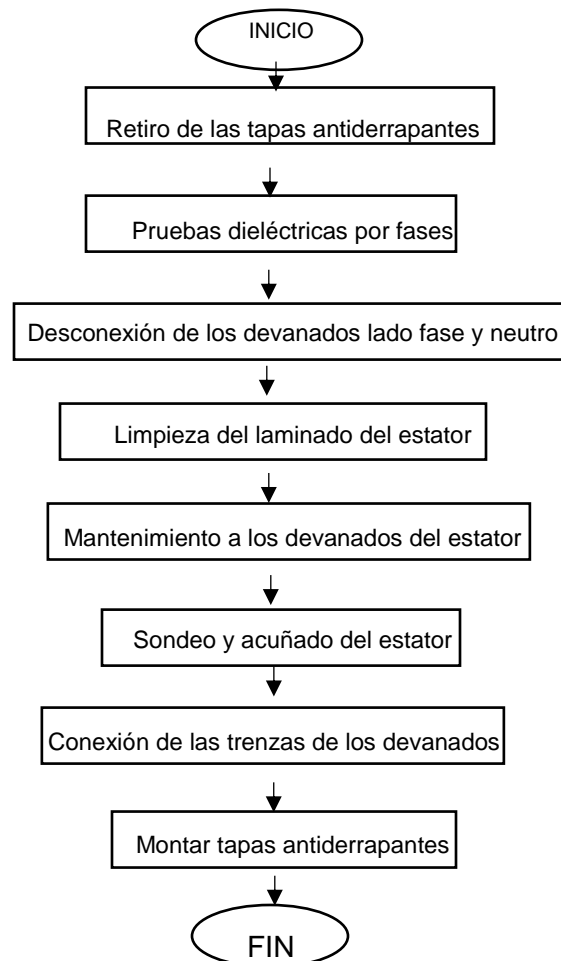 INICIO
Retiro de las tapas antiderrapantes
Pruebas dieléctricas por fases
Desconexión de los devanados lado fase y neutro
Limpieza del laminado del estator
Mantenimiento a los devanados del estator
Sondeo y acuñado del estator
Conexión de las trenzas de los devanados
Montar tapas antiderrapantes
FIN